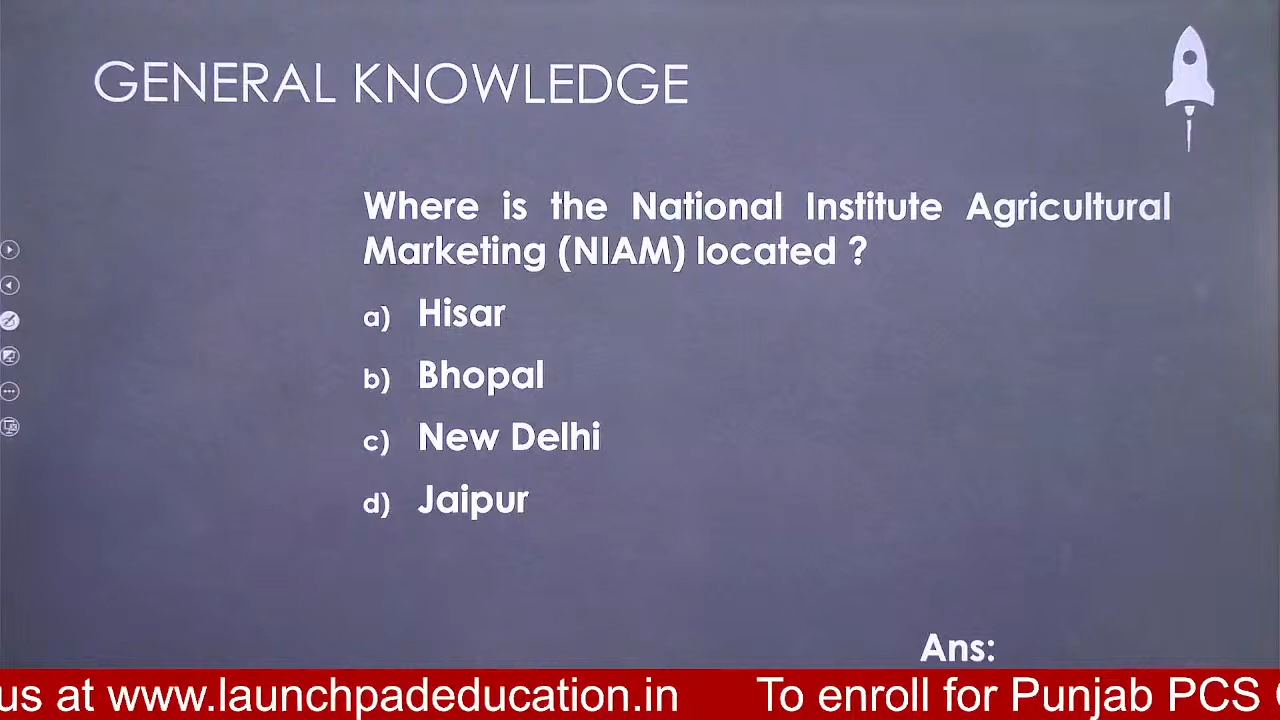 GENERAL KNOWLEDGE
Where is the National Institute Agricultural
Marketing (NIAM) located ?
a) Hisar
b) Bhopal
c) New Delhi
d) Jaipur
Ans:
us at www.launchpadeducation.in To enroll for Punjab PCS